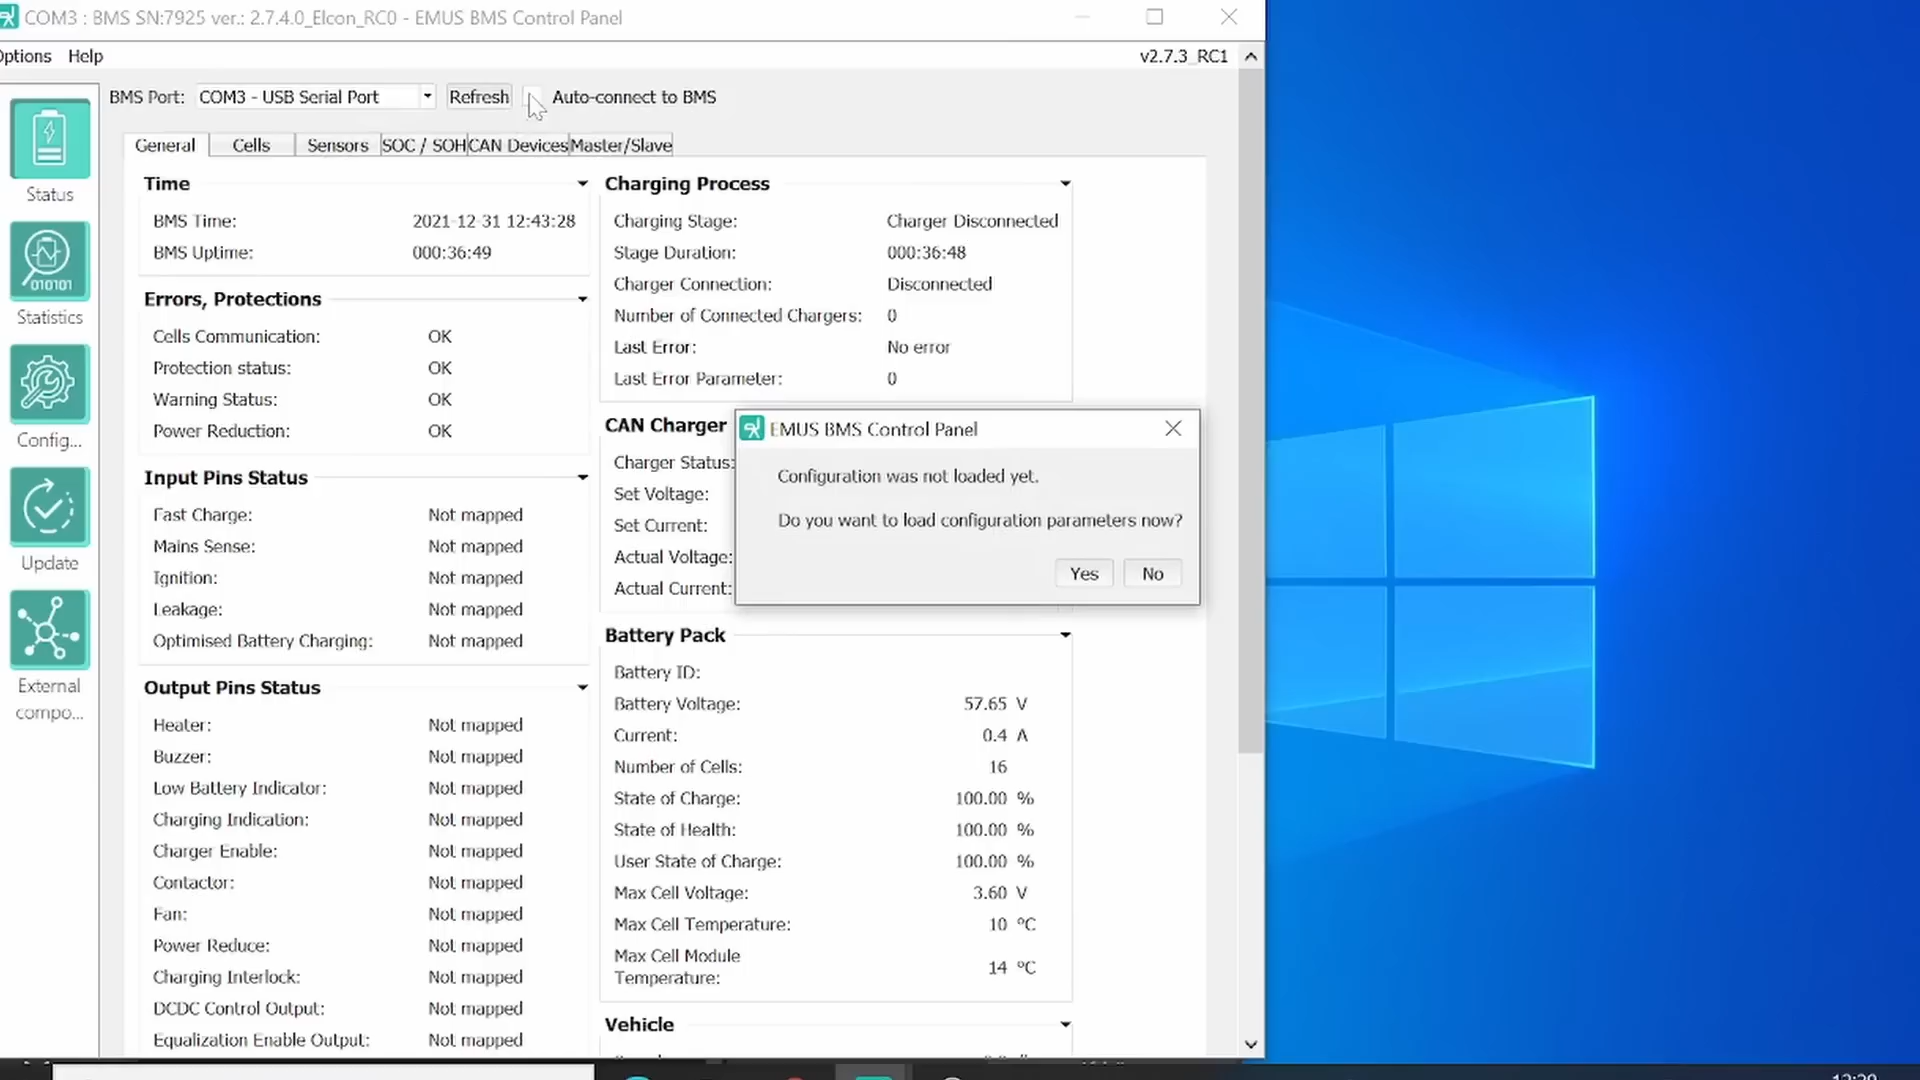 COM3 : BMS SN:7925 ver.: 2.7.4.0_Elcon_RC0 - EMUS BMS Control Panel
Options Help v2.7.3_RC1
BMS Port: COM3 - USB Serial Port Refresh Auto-connect to BMS
General Cells Sensors SOC / SOH CAN Devices Master/Slave
Status
Statistics
Config...
Update
External
compo...
010101
Time
BMS Time: 2021-12-31 12:43:28
BMS Uptime: 000:36:49
Errors, Protections
Cells Communication: OK
Protection status: OK
Warning Status: OK
Power Reduction: OK
Input Pins Status
Fast Charge: Not mapped
Mains Sense: Not mapped
Ignition: Not mapped
Leakage: Not mapped
Optimised Battery Charging: Not mapped
Output Pins Status
Heater: Not mapped
Buzzer: Not mapped
Low Battery Indicator: Not mapped
Charging Indication: Not mapped
Charger Enable: Not mapped
Contactor: Not mapped
Fan: Not mapped
Power Reduce: Not mapped
Charging Interlock: Not mapped
DCDC Control Output: Not mapped
Equalization Enable Output: Not mapped
Charging Process
Charging Stage: Charger Disconnected
Stage Duration: 000:36:48
Charger Connection: Disconnected
Number of Connected Chargers: 0
Last Error: No error
Last Error Parameter: 0
CAN Charger
Charger Status:
Set Voltage:
Set Current:
Actual Voltage:
Actual Current:
EMUS BMS Control Panel
Configuration was not loaded yet.
Do you want to load configuration parameters now?
Yes No
Battery Pack
Battery ID:
Battery Voltage: 57.65 V
Current: 0.4 A
Number of Cells: 16
State of Charge: 100.00 %
State of Health: 100.00 %
User State of Charge: 100.00 %
Max Cell Voltage: 3.60 V
Max Cell Temperature: 10 °C
Max Cell Module
Temperature: 14 °C
Vehicle